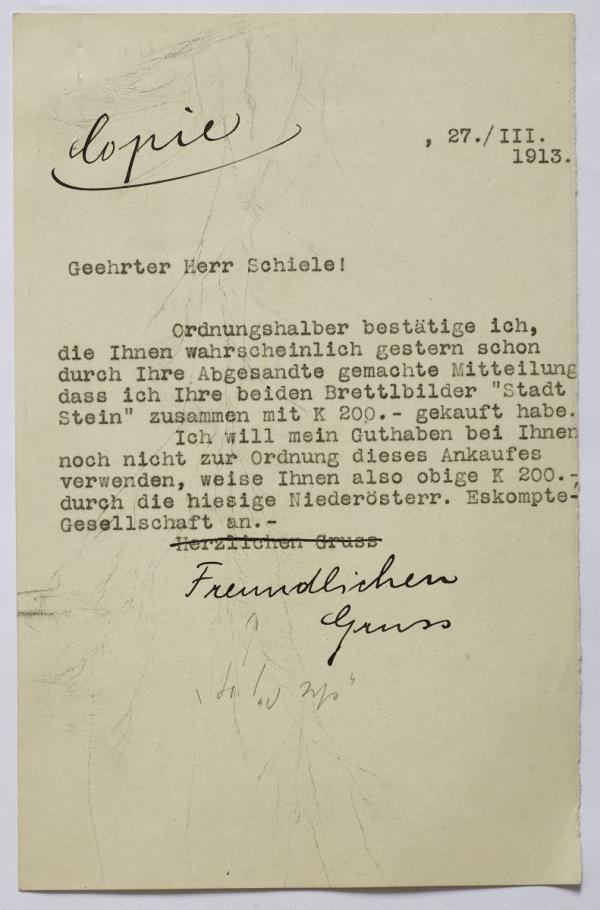 Copie
, 27./III.
1913.
Geehrter Herr Schiele!
Ordnungshalber bestätige ich,
die Ihnen wahrscheinlich gestern schon
durch Ihre Abgesandte gemachte Mitteilung
dass ich Ihre beiden Brettlbilder "Stadt
Stein" zusammen mit K 200.- gekauft habe.
Ich will mein Guthaben bei Ihnen
noch nicht zur Ordnung dieses Ankaufes
verwenden, weise Ihnen also obige K 200.-,
durch die hiesige Niederösterr. Eskompte-
Gesellschaft an.-
Herzlichen Gruss
Freundlichen
Gruss